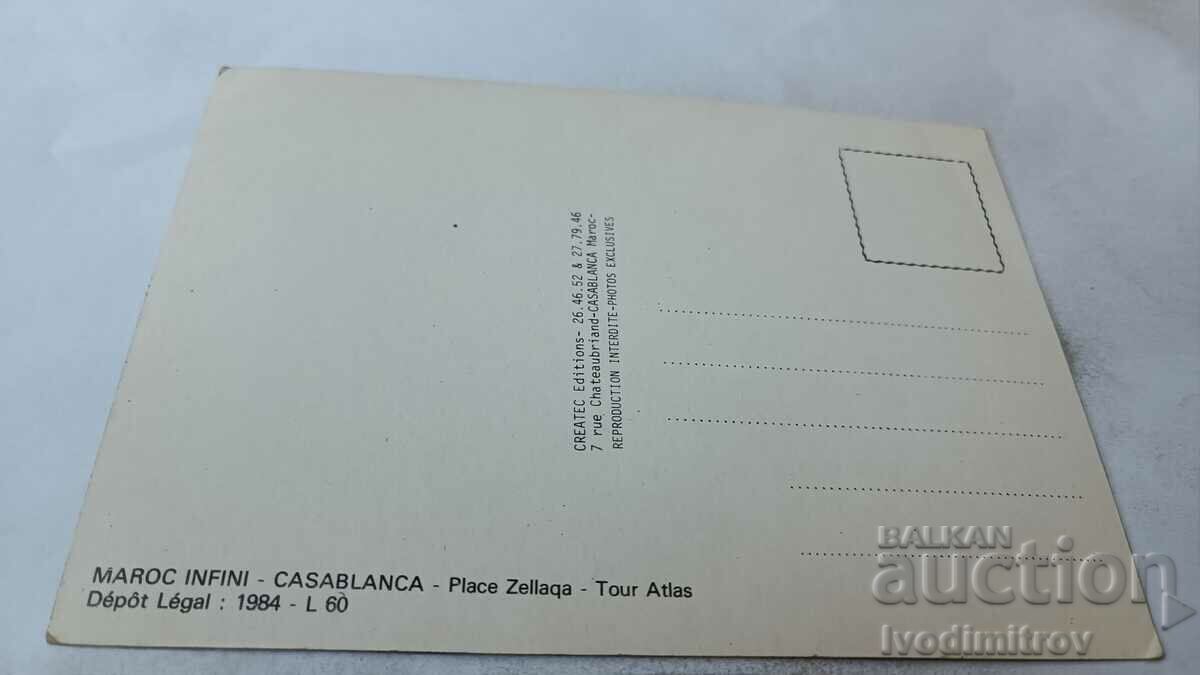 CREATEC Editions- 26.46.52 & 27.79.46
7 rue Chateaubriand-CASABLANCA Maroc-
REPRODUCTION INTERDITE-PHOTOS EXCLUSIVES
MAROC INFINI - CASABLANCA - Place Zellaqa - Tour Atlas
Dépôt Légal : 1984 - L 60
BALKAN
auction
Ivodimitrov